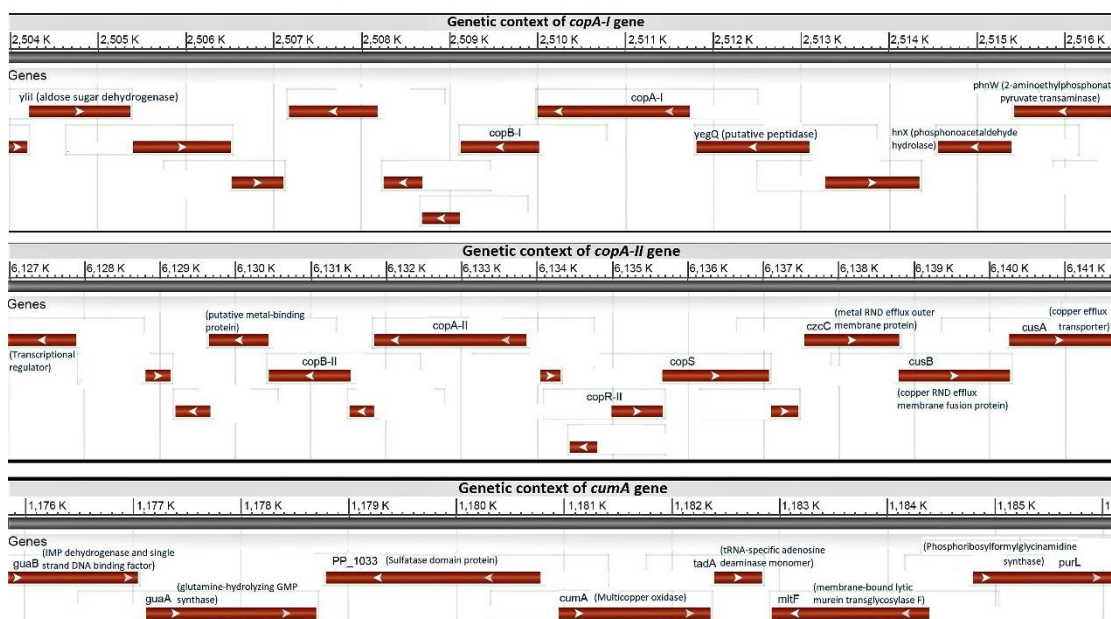 Genetic context of copA-I gene
2,504 K 2,505 K 2,506 K 2,507 K 2,508 K 2,509 K 2,510 K 2,511 K 2,512 K 2,513 K 2,514 K 2,515 K 2,516 K
Genes
yliI (aldose sugar dehydrogenase)
copA-I
phnW (2-aminoethylphosphonat
pyruvate transaminase)
copB-I
yegQ (putative peptidase)
hnX (phosphonoacetaldehyde
hydrolase)
Genetic context of copA-II gene
6,127 K 6,128 K 6,129 K 6,130 K 6,131 K 6,132 K 6,133 K 6,134 K 6,135 K 6,136 K 6,137 K 6,138 K 6,139 K 6,140 K 6,141 K
Genes
(putative metal-binding
protein)
copA-II
(metal RND efflux outer
czcC membrane protein)
(copper efflux
cusA transporter)
(Transcriptional
regulator)
copB-II
copS
cusB
copR-II
(copper RND efflux
membrane fusion protein)
Genetic context of cumA gene
1,176 K 1,177 K 1,178 K 1,179 K 1,180 K 1,181 K 1,182 K 1,183 K 1,184 K 1,185 K 1
Genes
guaB (IMP dehydrogenase and single
strand DNA binding factor)
PP_1033 (Sulfatase domain protein)
tadA (tRNA-specific adenosine
deaminase monomer)
(Phosphoribosylformylglycinamidine
synthase) purL
guaA (glutamine-hydrolyzing GMP
synthase)
cumA (Multicopper oxidase)
mltF (membrane-bound lytic
murein transglycosylase F)